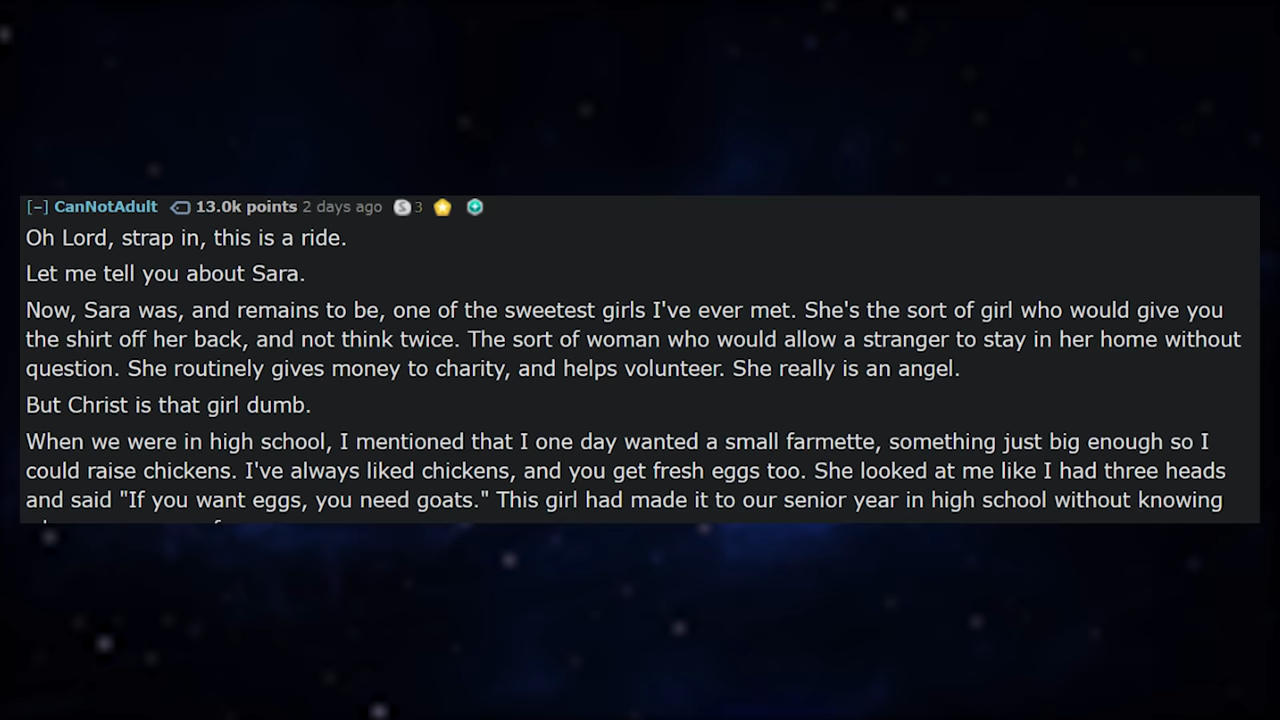 [–] CanNotAdult 13.0k points 2 days ago S 3
Oh Lord, strap in, this is a ride.
Let me tell you about Sara.
Now, Sara was, and remains to be, one of the sweetest girls I've ever met. She's the sort of girl who would give you
the shirt off her back, and not think twice. The sort of woman who would allow a stranger to stay in her home without
question. She routinely gives money to charity, and helps volunteer. She really is an angel.
But Christ is that girl dumb.
When we were in high school, I mentioned that I one day wanted a small farmette, something just big enough so I
could raise chickens. I've always liked chickens, and you get fresh eggs too. She looked at me like I had three heads
and said "If you want eggs, you need goats." This girl had made it to our senior year in high school without knowing